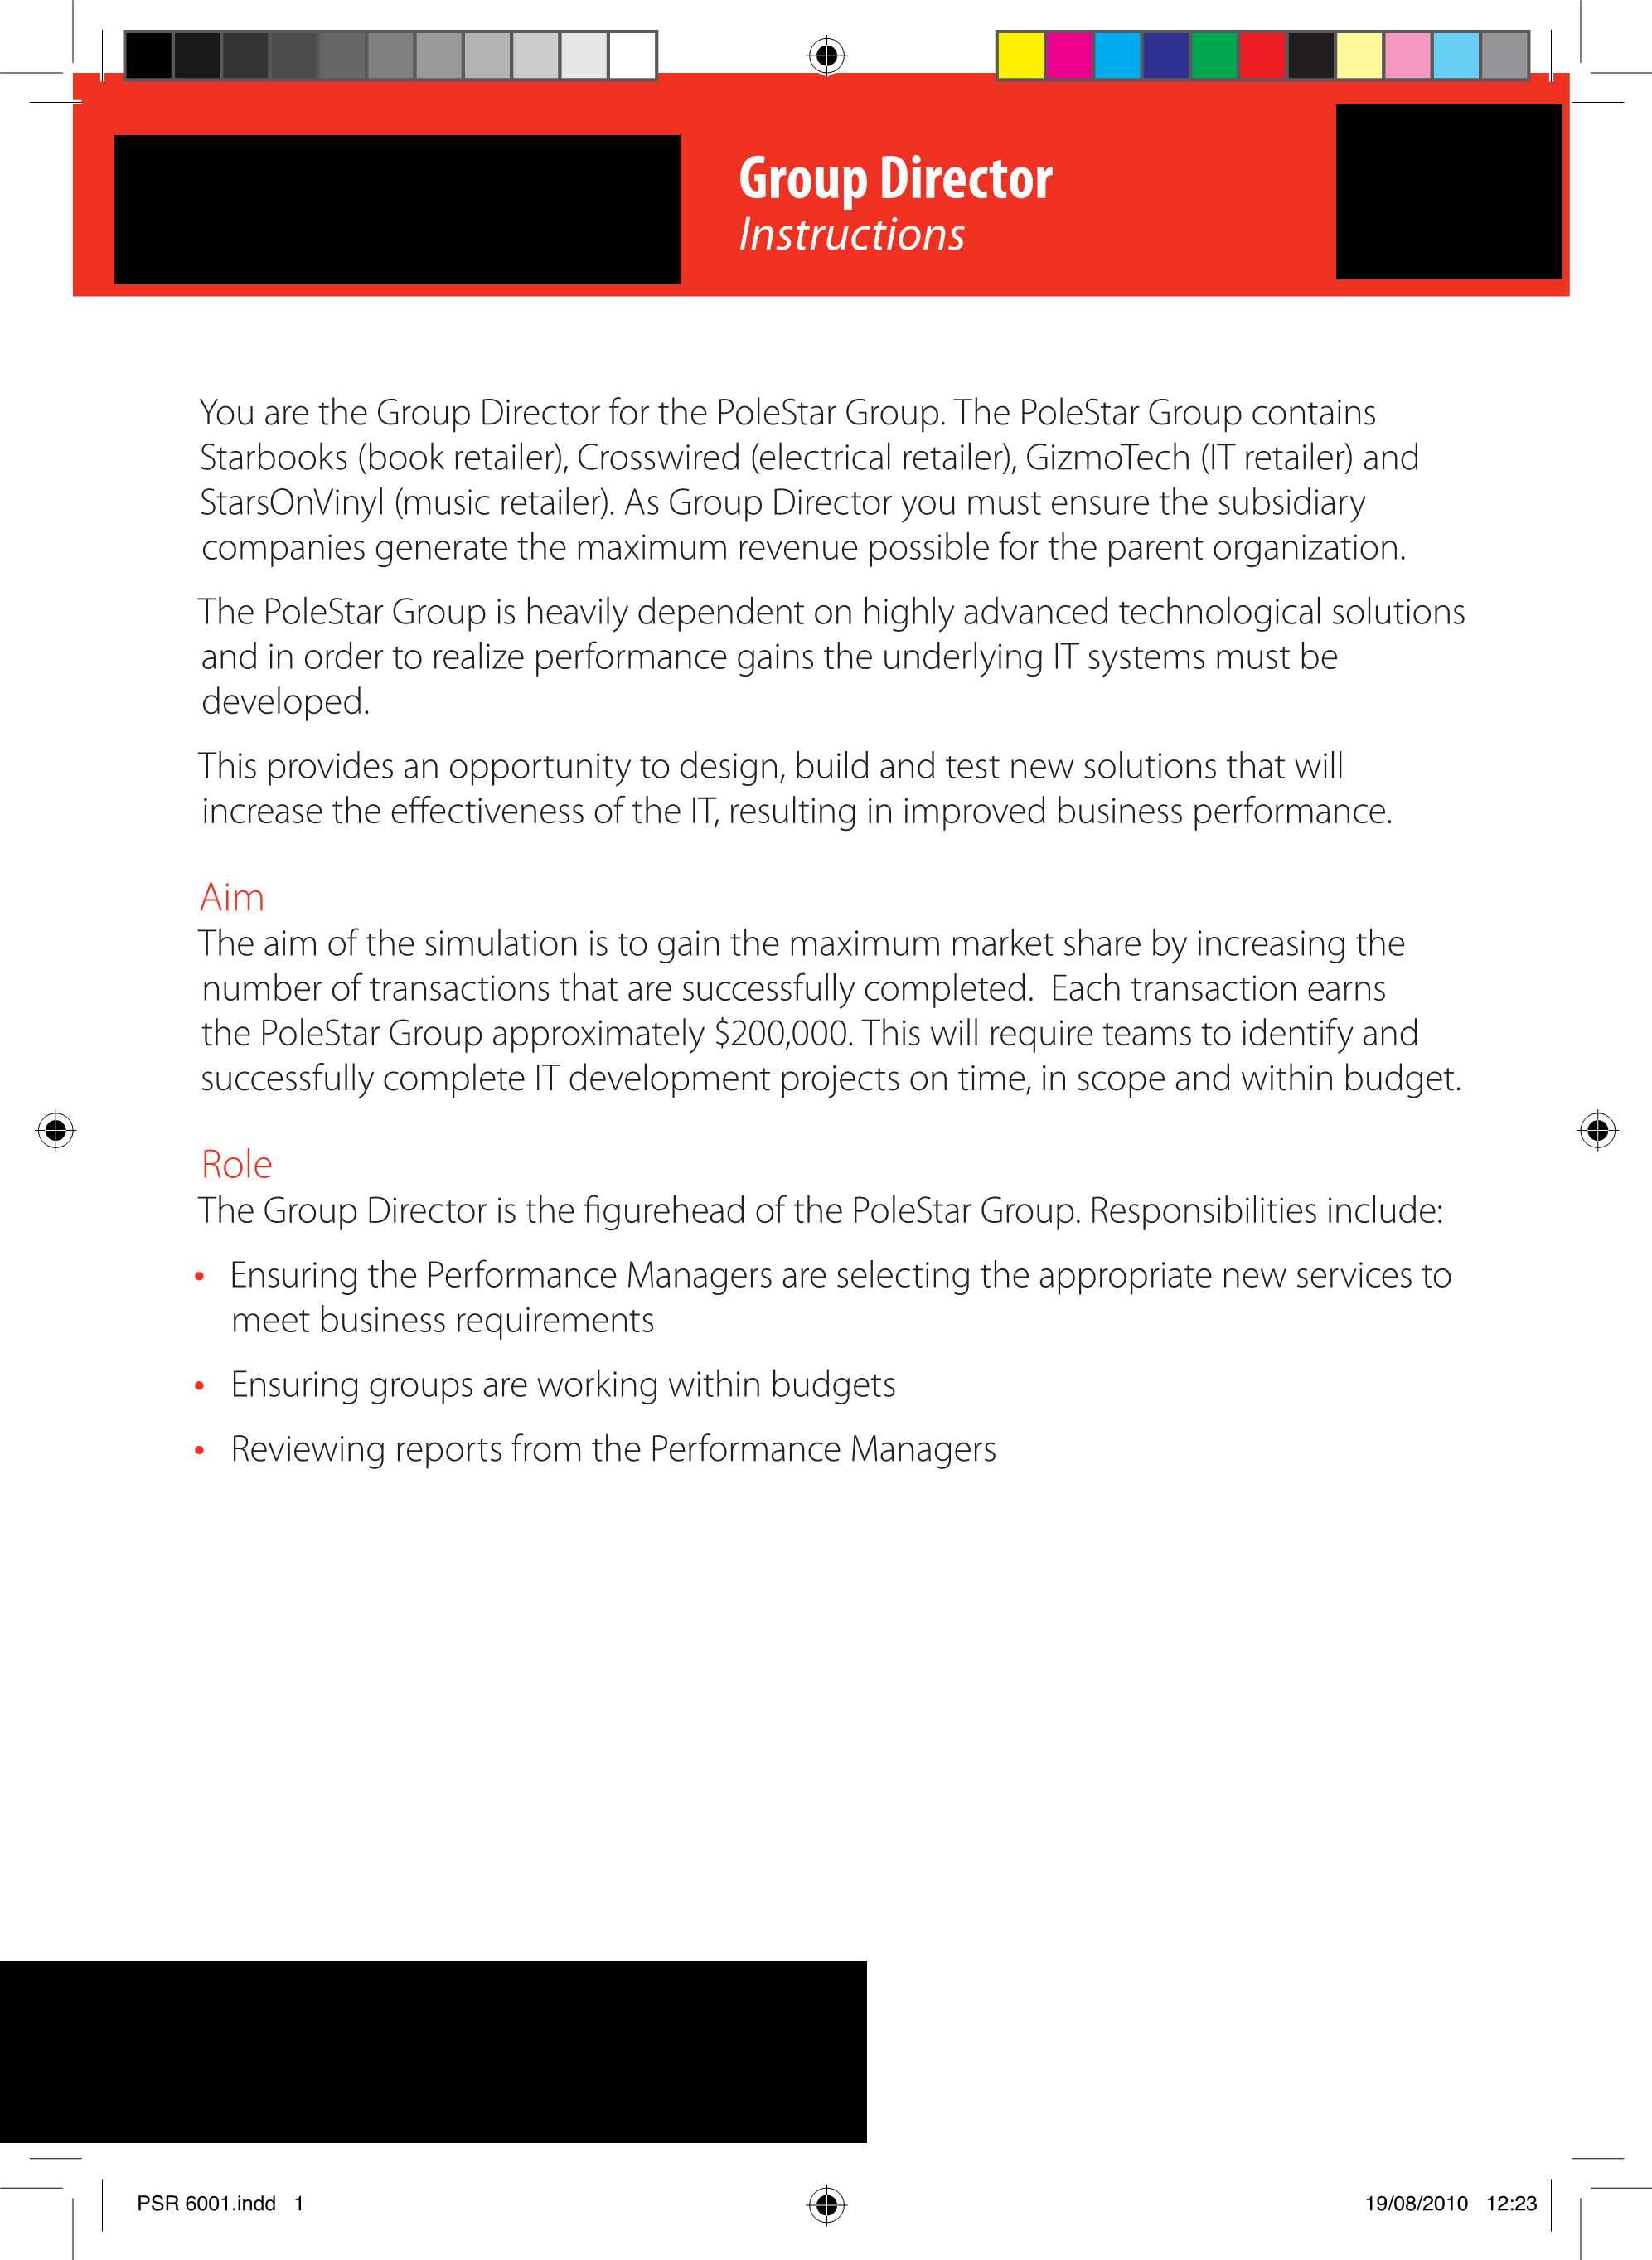 Group Director
Instructions
You are the Group Director for the PoleStar Group. The PoleStar Group contains
Starbooks (book retailer), Crosswired (electrical retailer), GizmoTech (IT retailer) and
StarsOnVinyl (music retailer). As Group Director you must ensure the subsidiary
companies generate the maximum revenue possible for the parent organization.
The PoleStar Group is heavily dependent on highly advanced technological solutions
and in order to realize performance gains the underlying IT systems must be
developed.
This provides an opportunity to design, build and test new solutions that will
increase the effectiveness of the IT, resulting in improved business performance.
Aim
The aim of the simulation is to gain the maximum market share by increasing the
number of transactions that are successfully completed.  Each transaction earns
the PoleStar Group approximately $200,000. This will require teams to identify and
successfully complete IT development projects on time, in scope and within budget.
Role
The Group Director is the figurehead of the PoleStar Group. Responsibilities include:
• Ensuring the Performance Managers are selecting the appropriate new services to
meet business requirements
• Ensuring groups are working within budgets
• Reviewing reports from the Performance Managers
PSR 6001.indd   1
19/08/2010   12:23